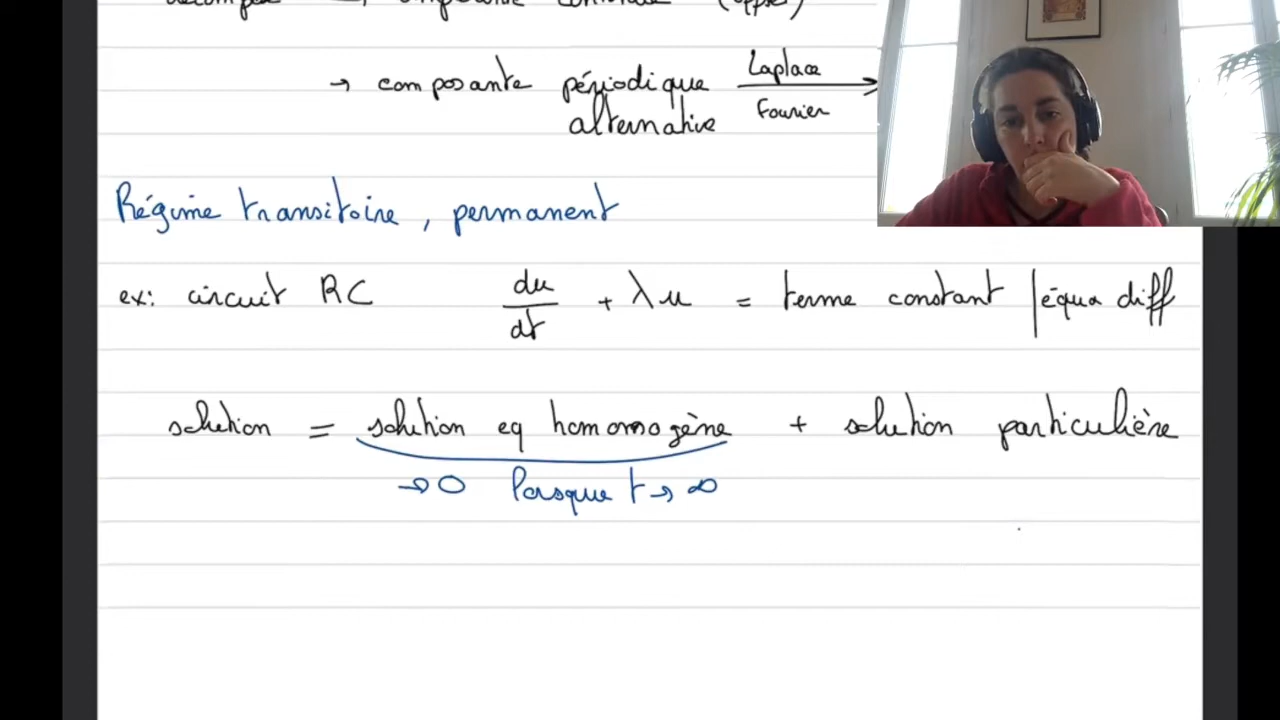 → composante périodique Laplace
alternative Fourier
Régime transitoire, permanent
ex: circuit RC du/dt + λu = terme constant | équa diff
solution = solution eq homogène + solution particulière
→ 0 lorsque t → ∞